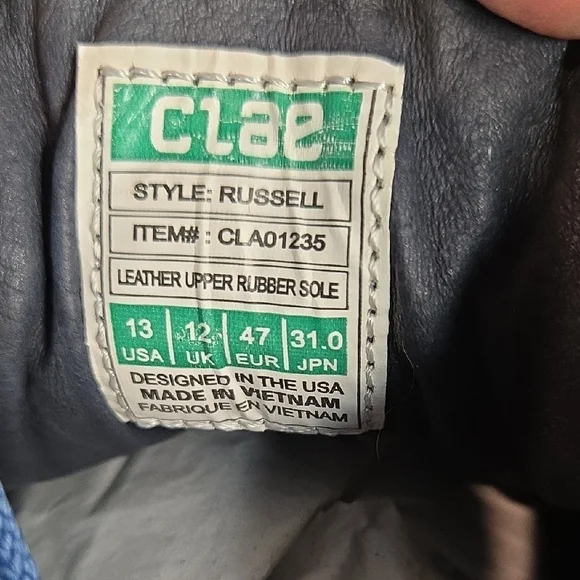 Clae
STYLE: RUSSELL
ITEM# : CLA01235
LEATHER UPPER RUBBER SOLE
13 12 47 31.0
USA UK EUR JPN
DESIGNED IN THE USA
MADE IN VIETNAM
FABRIQUE EN VIETNAM